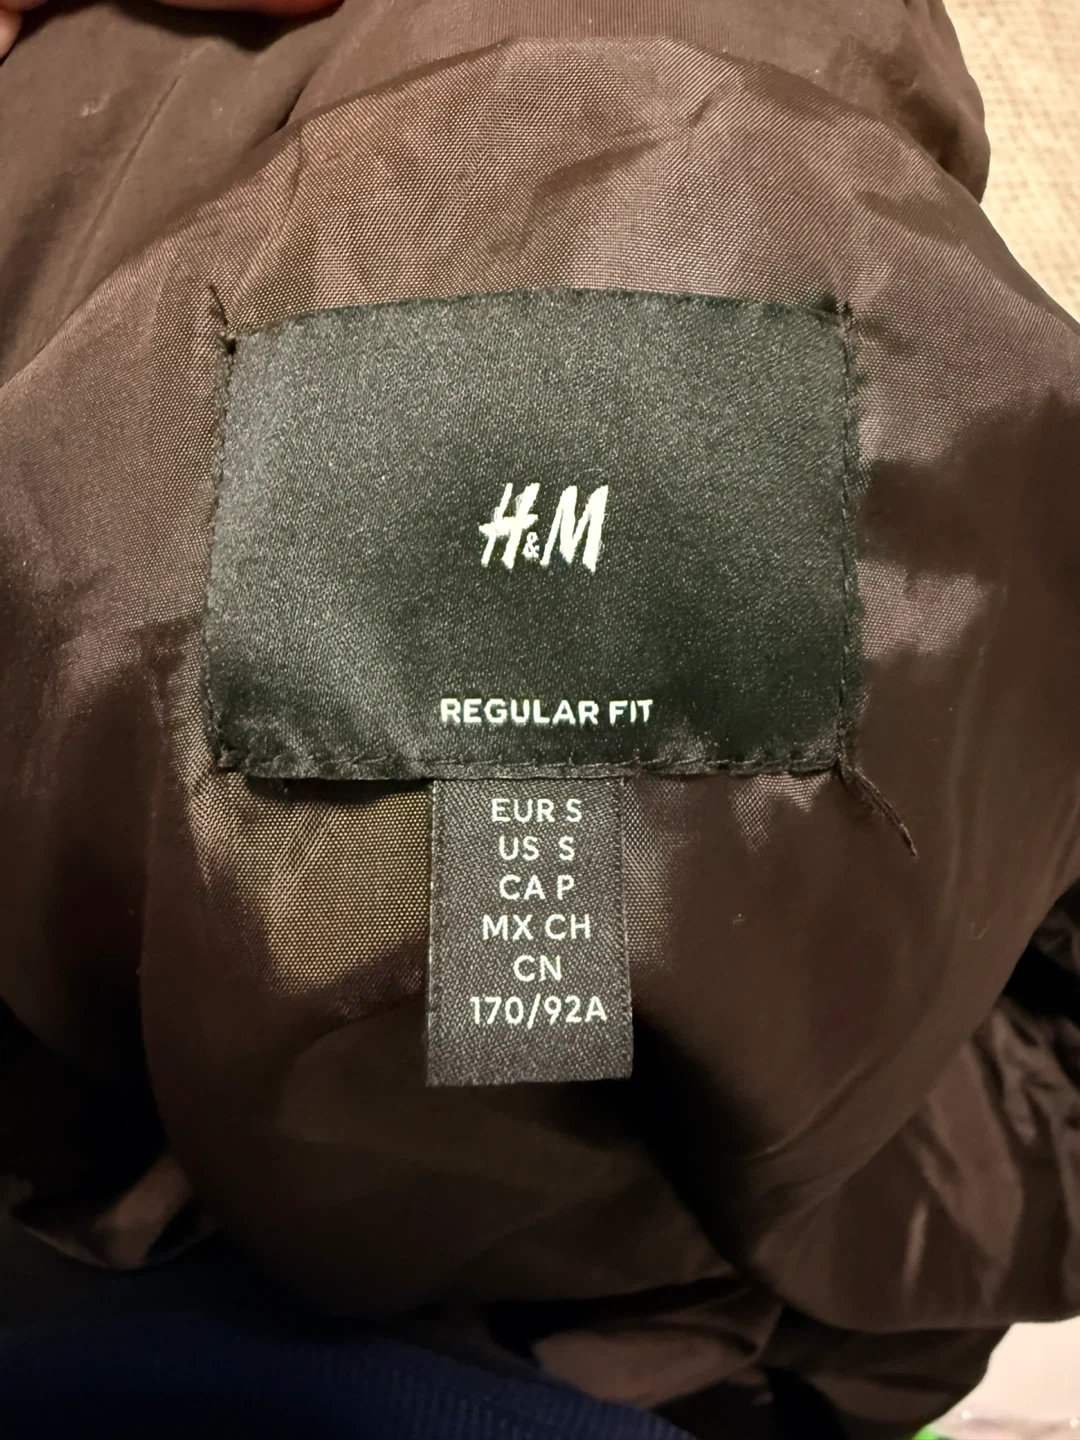 H&M
REGULAR FIT
EUR S
US S
CA P
MX CH
CN
170/92A